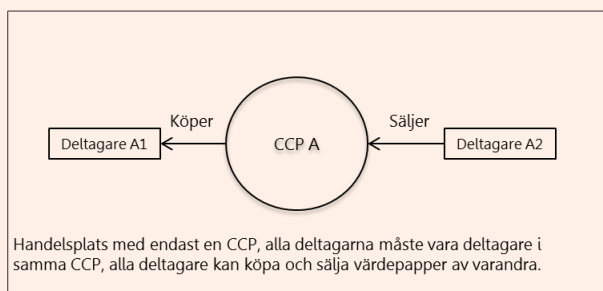 Köper
Säljer
Deltagare A1
CCP A
Deltagare A2
Handelsplats med endast en CCP, alla deltagarna måste vara deltagare i
samma CCP, alla deltagare kan köpa och sälja värdepapper av varandra.